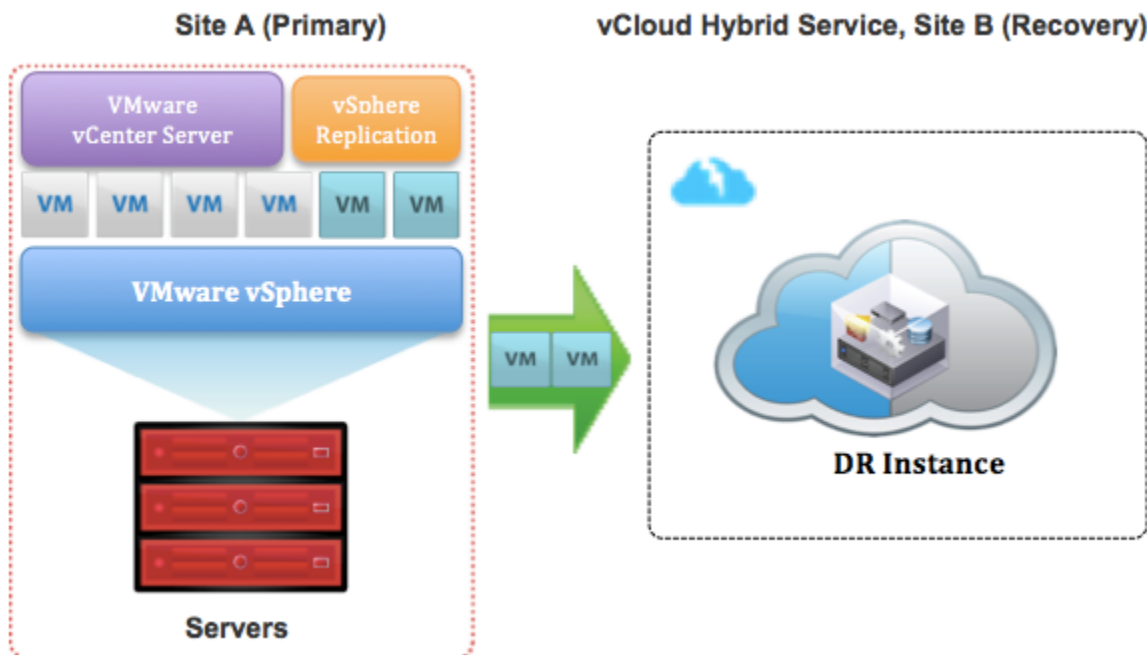 Site A (Primary)
vCloud Hybrid Service, Site B (Recovery)
VMware
vCenter Server
vSphere
Replication
VM VM VM VM VM VM
VMware vSphere
VM VM
DR Instance
Servers